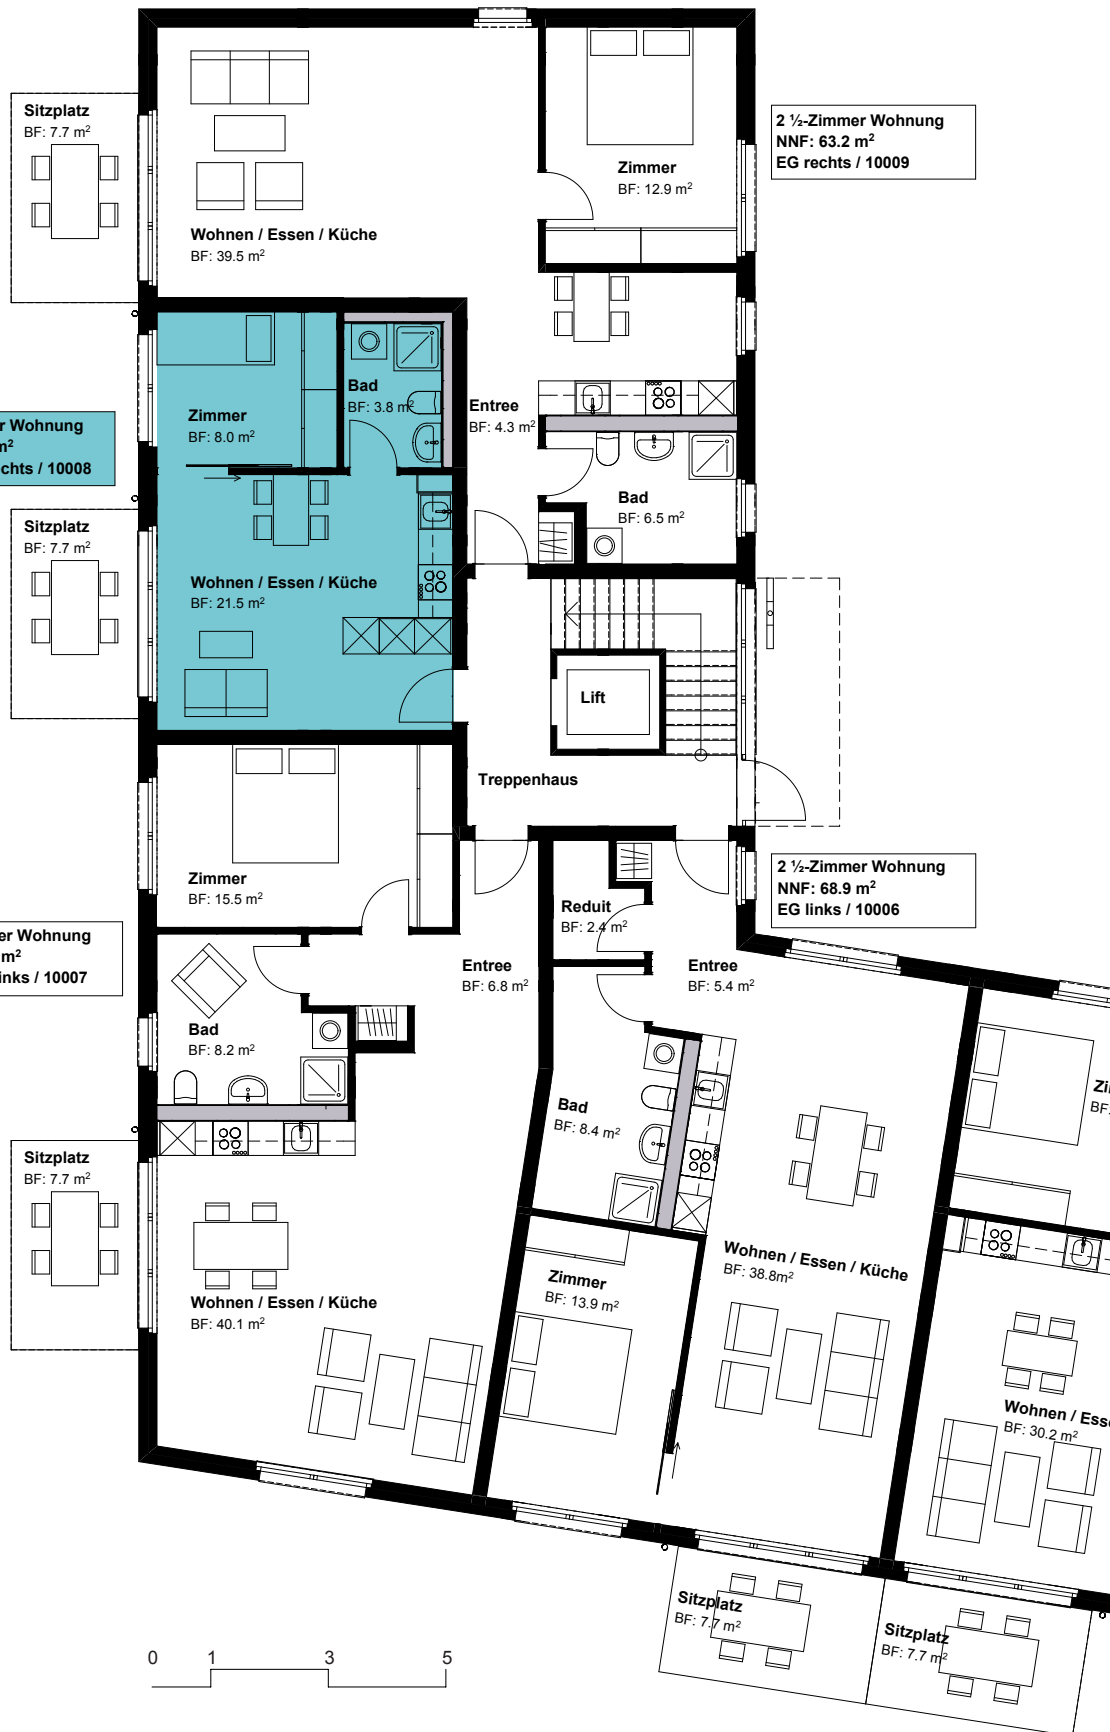 Sitzplatz
BF: 7.7 m²
2 ½-Zimmer Wohnung
NNF: 63.2 m²
EG rechts / 10009
Zimmer
BF: 12.9 m²
Wohnen / Essen / Küche
BF: 39.5 m²
Bad
BF: 3.8 m²
Entree
BF: 4.3 m²
Zimmer
BF: 8.0 m²
Wohnung
m²
/ 10008
Bad
BF: 6.5 m²
Sitzplatz
BF: 7.7 m²
Wohnen / Essen / Küche
BF: 21.5 m²
Lift
Treppenhaus
2 ½-Zimmer Wohnung
NNF: 68.9 m²
EG links / 10006
Zimmer
BF: 15.5 m²
Reduit
BF: 2.4 m²
Wohnung
m²
/ 10007
Entree
BF: 6.8 m²
Entree
BF: 5.4 m²
Bad
BF: 8.2 m²
Bad
BF: 8.4 m²
BF:
Sitzplatz
BF: 7.7 m²
Wohnen / Essen / Küche
BF: 38.8m²
Zimmer
BF: 13.9 m²
Wohnen / Essen / Küche
BF: 40.1 m²
Wohnen /
BF: 30.2 m²
Sitzplatz
BF: 7.7 m²
Sitzplatz
BF: 7.7 m²
0 1 3 5